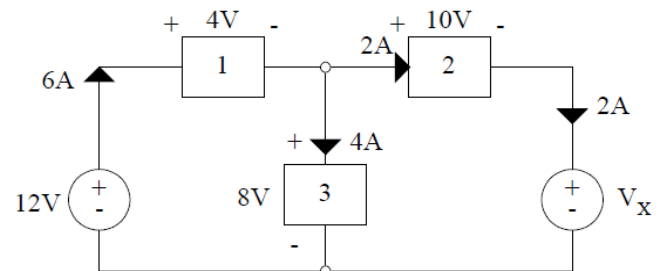 + 4V - + 10V -
1 2A 2
6A 2A
+ 4A
12V + - 8V 3 + - VX
-